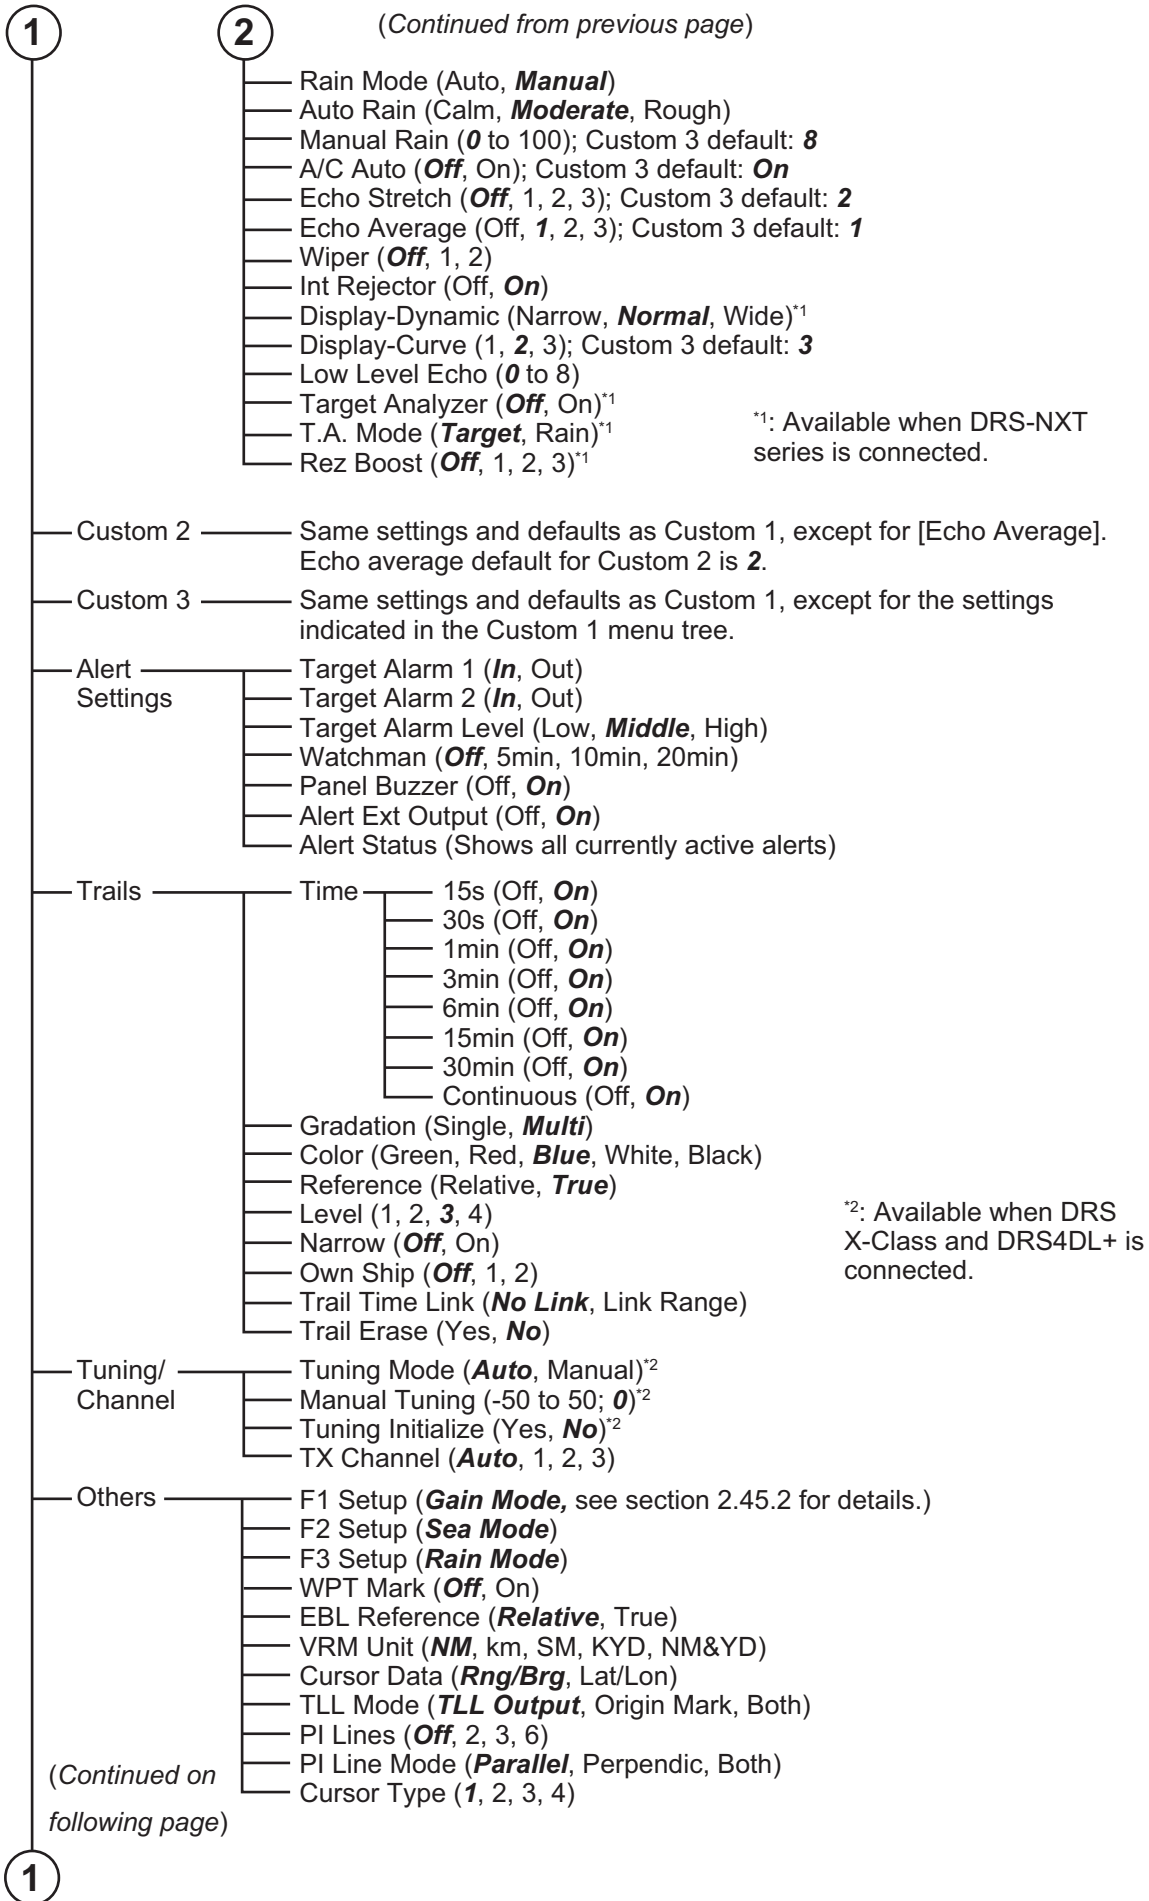 1
2
(Continued from previous page)
Rain Mode (Auto, Manual)
Auto Rain (Calm, Moderate, Rough)
Manual Rain (0 to 100); Custom 3 default: 8
A/C Auto (Off, On); Custom 3 default: On
Echo Stretch (Off, 1, 2, 3); Custom 3 default: 2
Echo Average (Off, 1, 2, 3); Custom 3 default: 1
Wiper (Off, 1, 2)
Int Rejector (Off, On)
Display-Dynamic (Narrow, Normal, Wide)*1
Display-Curve (1, 2, 3); Custom 3 default: 3
Low Level Echo (0 to 8)
Target Analyzer (Off, On)*1
T.A. Mode (Target, Rain)*1
Rez Boost (Off, 1, 2, 3)*1
*1: Available when DRS-NXT
series is connected.
Custom 2
Same settings and defaults as Custom 1, except for [Echo Average].
Echo average default for Custom 2 is 2.
Custom 3
Same settings and defaults as Custom 1, except for the settings
indicated in the Custom 1 menu tree.
Alert
Settings
Target Alarm 1 (In, Out)
Target Alarm 2 (In, Out)
Target Alarm Level (Low, Middle, High)
Watchman (Off, 5min, 10min, 20min)
Panel Buzzer (Off, On)
Alert Ext Output (Off, On)
Alert Status (Shows all currently active alerts)
Trails
Time
15s (Off, On)
30s (Off, On)
1min (Off, On)
3min (Off, On)
6min (Off, On)
15min (Off, On)
30min (Off, On)
Continuous (Off, On)
Gradation (Single, Multi)
Color (Green, Red, Blue, White, Black)
Reference (Relative, True)
Level (1, 2, 3, 4)
Narrow (Off, On)
Own Ship (Off, 1, 2)
Trail Time Link (No Link, Link Range)
Trail Erase (Yes, No)
*2: Available when DRS
X-Class and DRS4DL+ is
connected.
Tuning/
Channel
Tuning Mode (Auto, Manual)*2
Manual Tuning (-50 to 50; 0)*2
Tuning Initialize (Yes, No)*2
TX Channel (Auto, 1, 2, 3)
Others
F1 Setup (Gain Mode, see section 2.45.2 for details.)
F2 Setup (Sea Mode)
F3 Setup (Rain Mode)
WPT Mark (Off, On)
EBL Reference (Relative, True)
VRM Unit (NM, km, SM, KYD, NM&YD)
Cursor Data (Rng/Brg, Lat/Lon)
TLL Mode (TLL Output, Origin Mark, Both)
PI Lines (Off, 2, 3, 6)
PI Line Mode (Parallel, Perpendic, Both)
Cursor Type (1, 2, 3, 4)
(Continued on
following page)
1